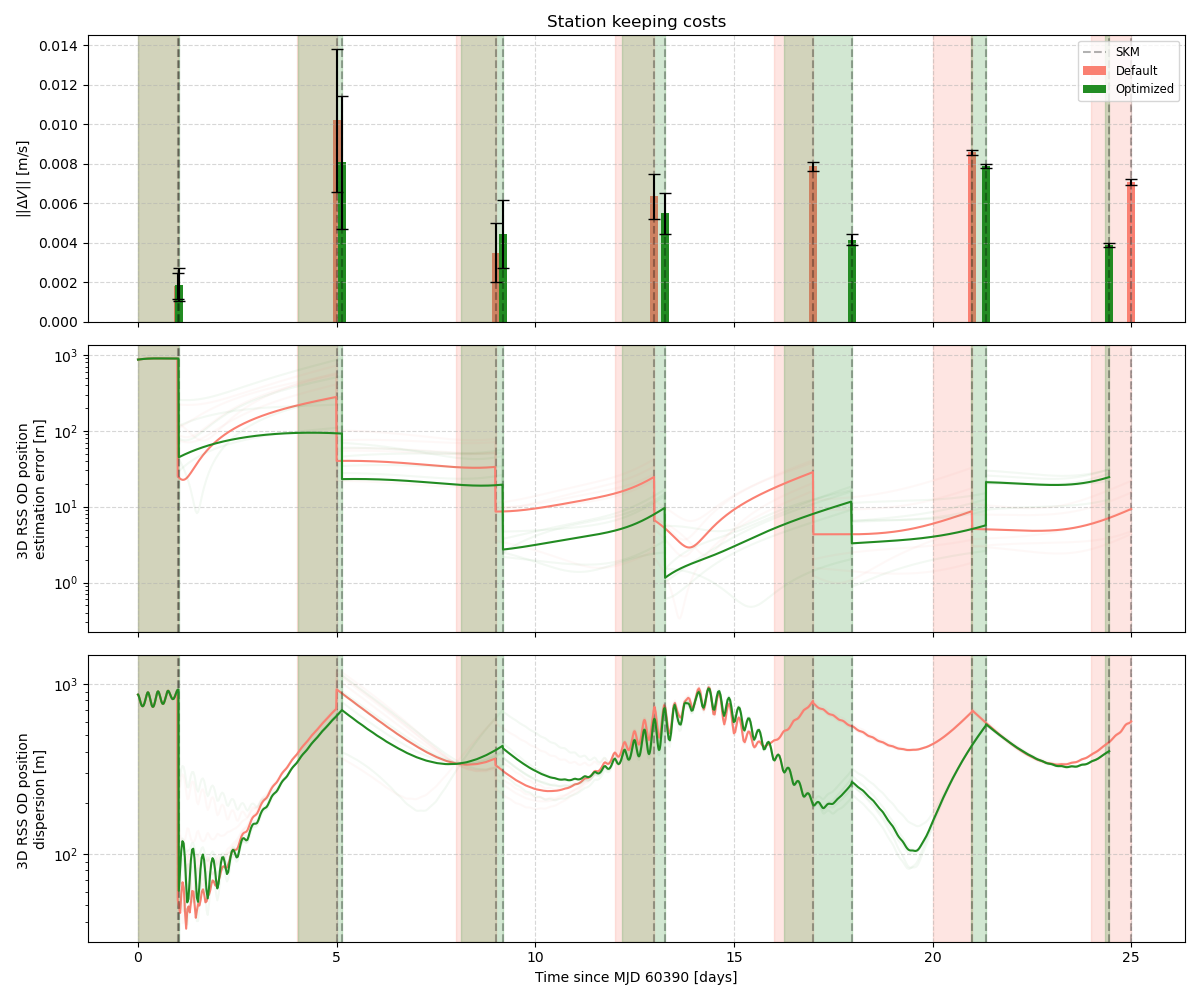 Station keeping costs
0.014
0.012
0.010
0.008
0.006
0.004
0.002
0.000
||ΔV|| [m/s]
SKM
Default
Optimized
10³
10²
10¹
10⁰
3D RSS OD position
estimation error [m]
10³
10²
3D RSS OD position
dispersion [m]
0
5
10
15
20
25
Time since MJD 60390 [days]